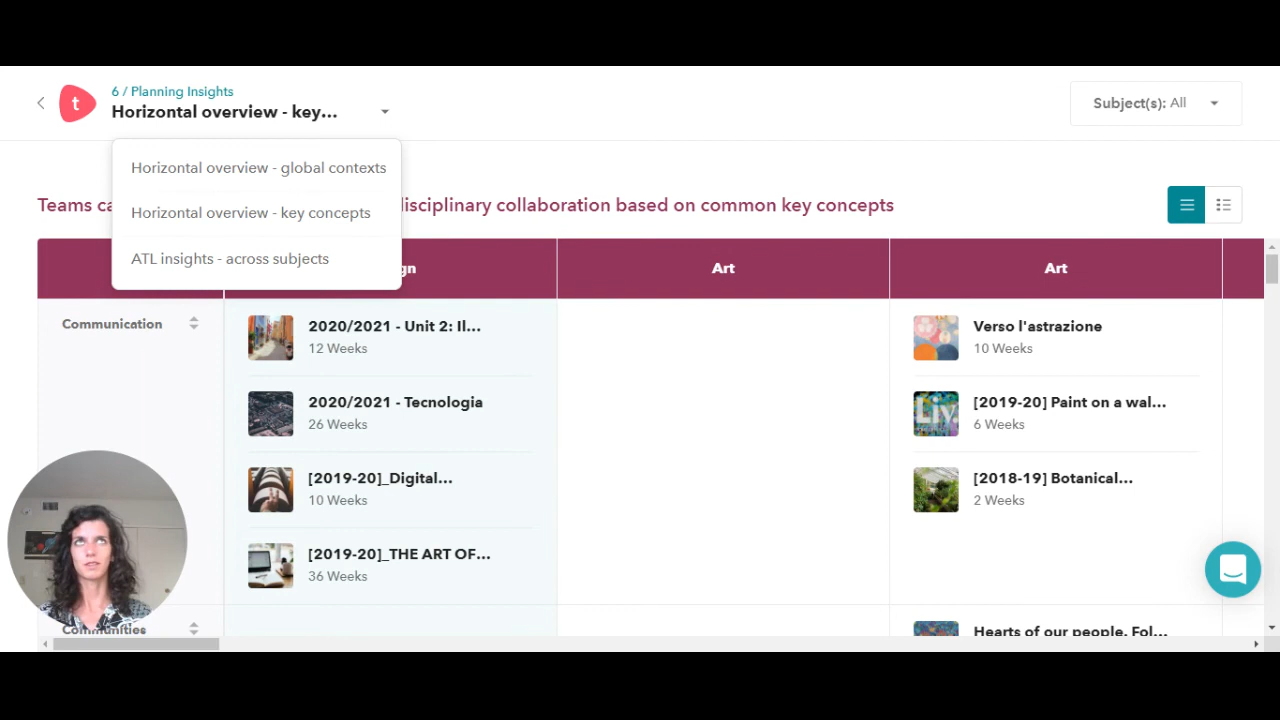 t
6 / Planning Insights
Horizontal overview - key...
Subject(s): All
Horizontal overview - global contexts
Horizontal overview - key concepts
ATL insights - across subjects
Teams ca
disciplinary collaboration based on common key concepts
gn
Art
Art
Communication
2020/2021 - Unit 2: Il...
12 Weeks
2020/2021 - Tecnologia
26 Weeks
[2019-20]_Digital...
10 Weeks
[2019-20]_THE ART OF...
36 Weeks
Verso l'astrazione
10 Weeks
Liv
[2019-20] Paint on a wal...
6 Weeks
[2018-19] Botanical...
2 Weeks
Communities
Hearts of our people. Fol...